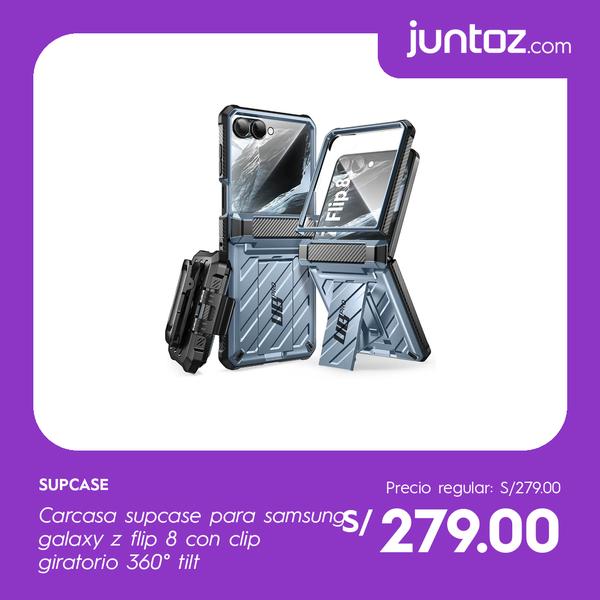 juntoz.com
Flip 8
UB PRO
UB PRO
SUPCASE
Precio regular: S/279.00
Carcasa supcase para samsung
galaxy z flip 8 con clip
giratorio 360° tilt
S/ 279.00